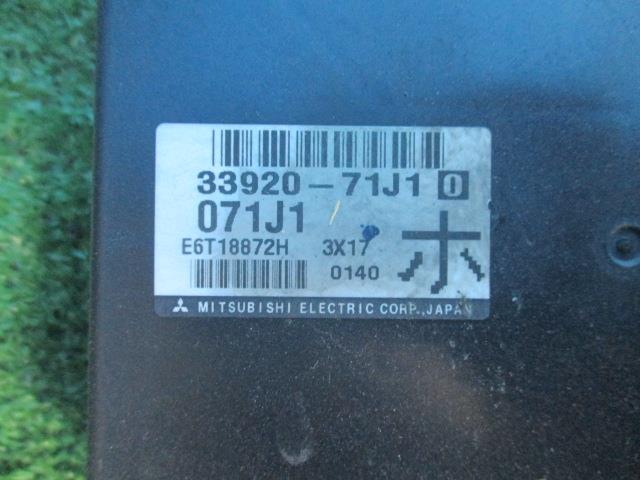 33920-71J1 0
071J1
E6T18872H 3X17
0140
ホ
MITSUBISHI ELECTRIC CORP., JAPAN